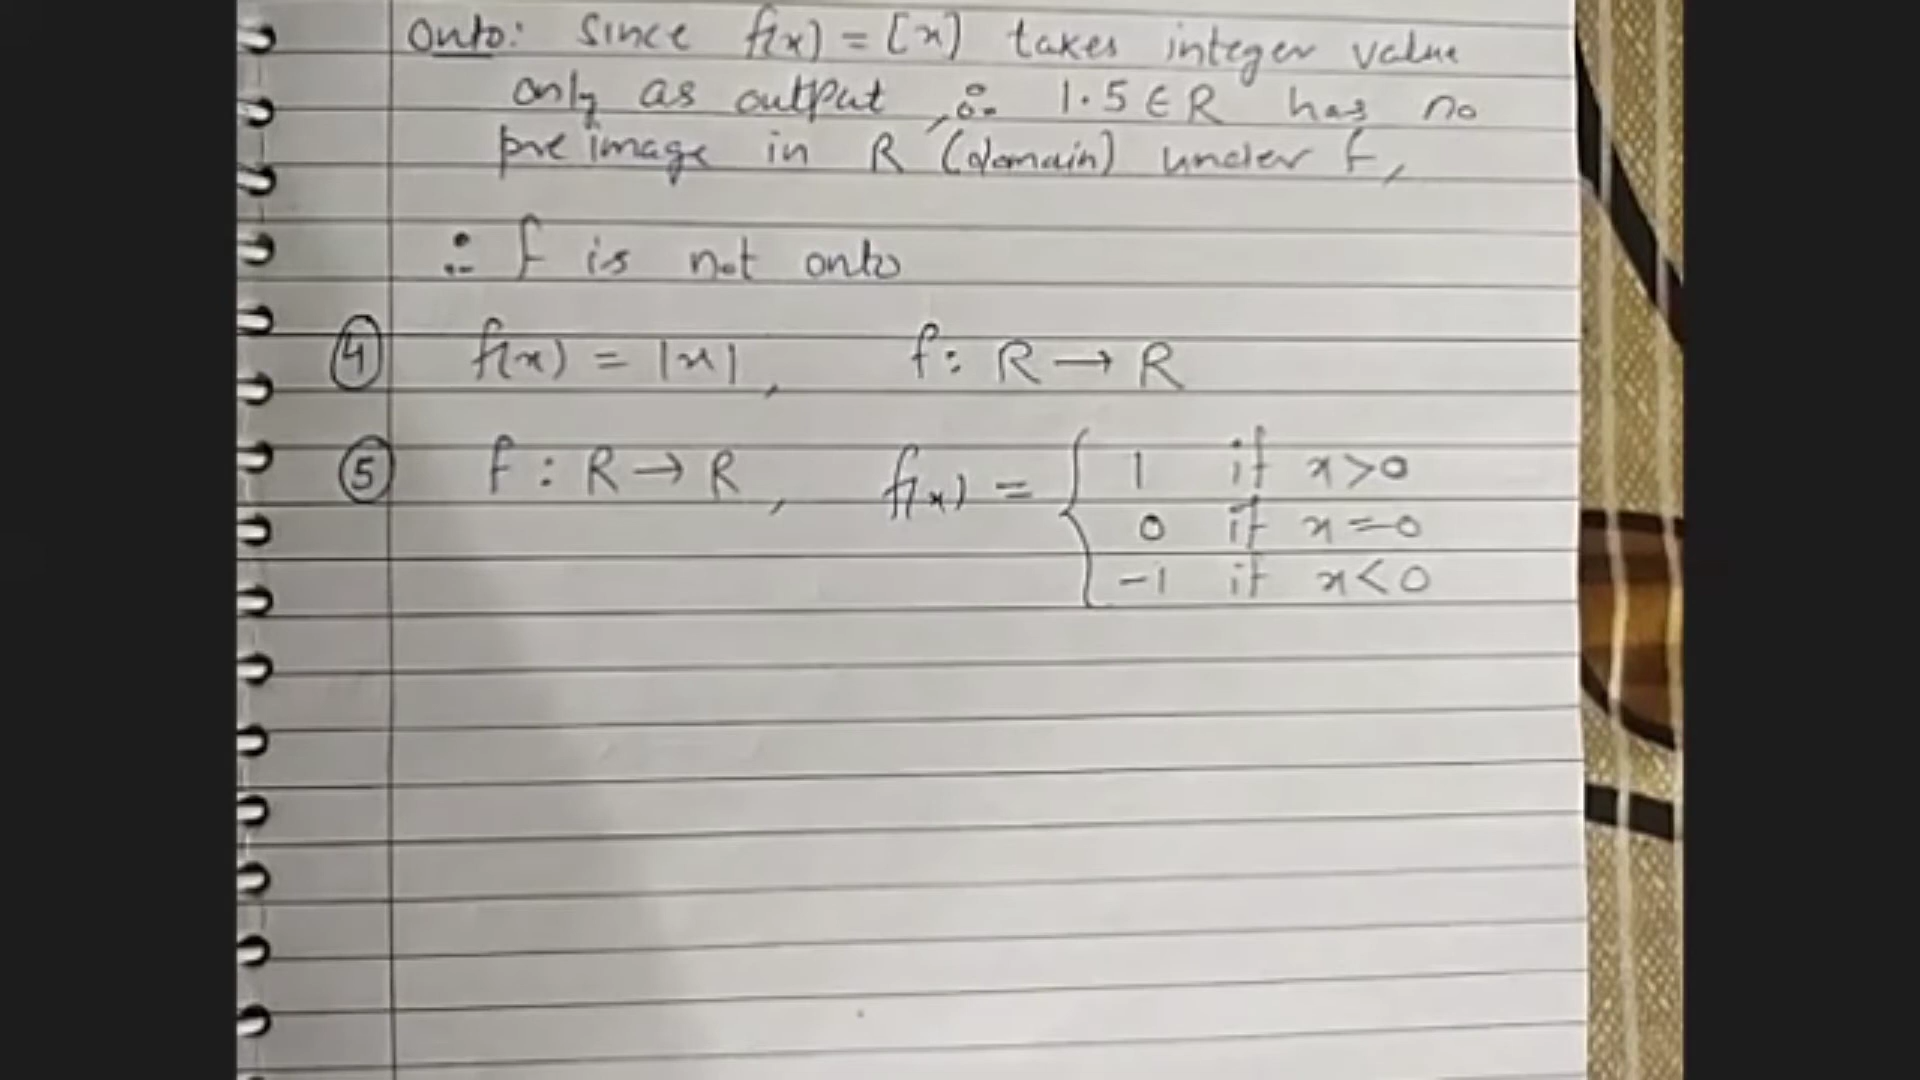 Onto: Since f(x) = [x] takes integer value
only as output, ∴ 1.5 ∈ R has no
pre image in R (domain) under f,
∴ f is not onto
④ f(x) = |x|, f: R → R
⑤ f : R → R, f(x) = { 1 if x>0
0 if x=0
-1 if x<0